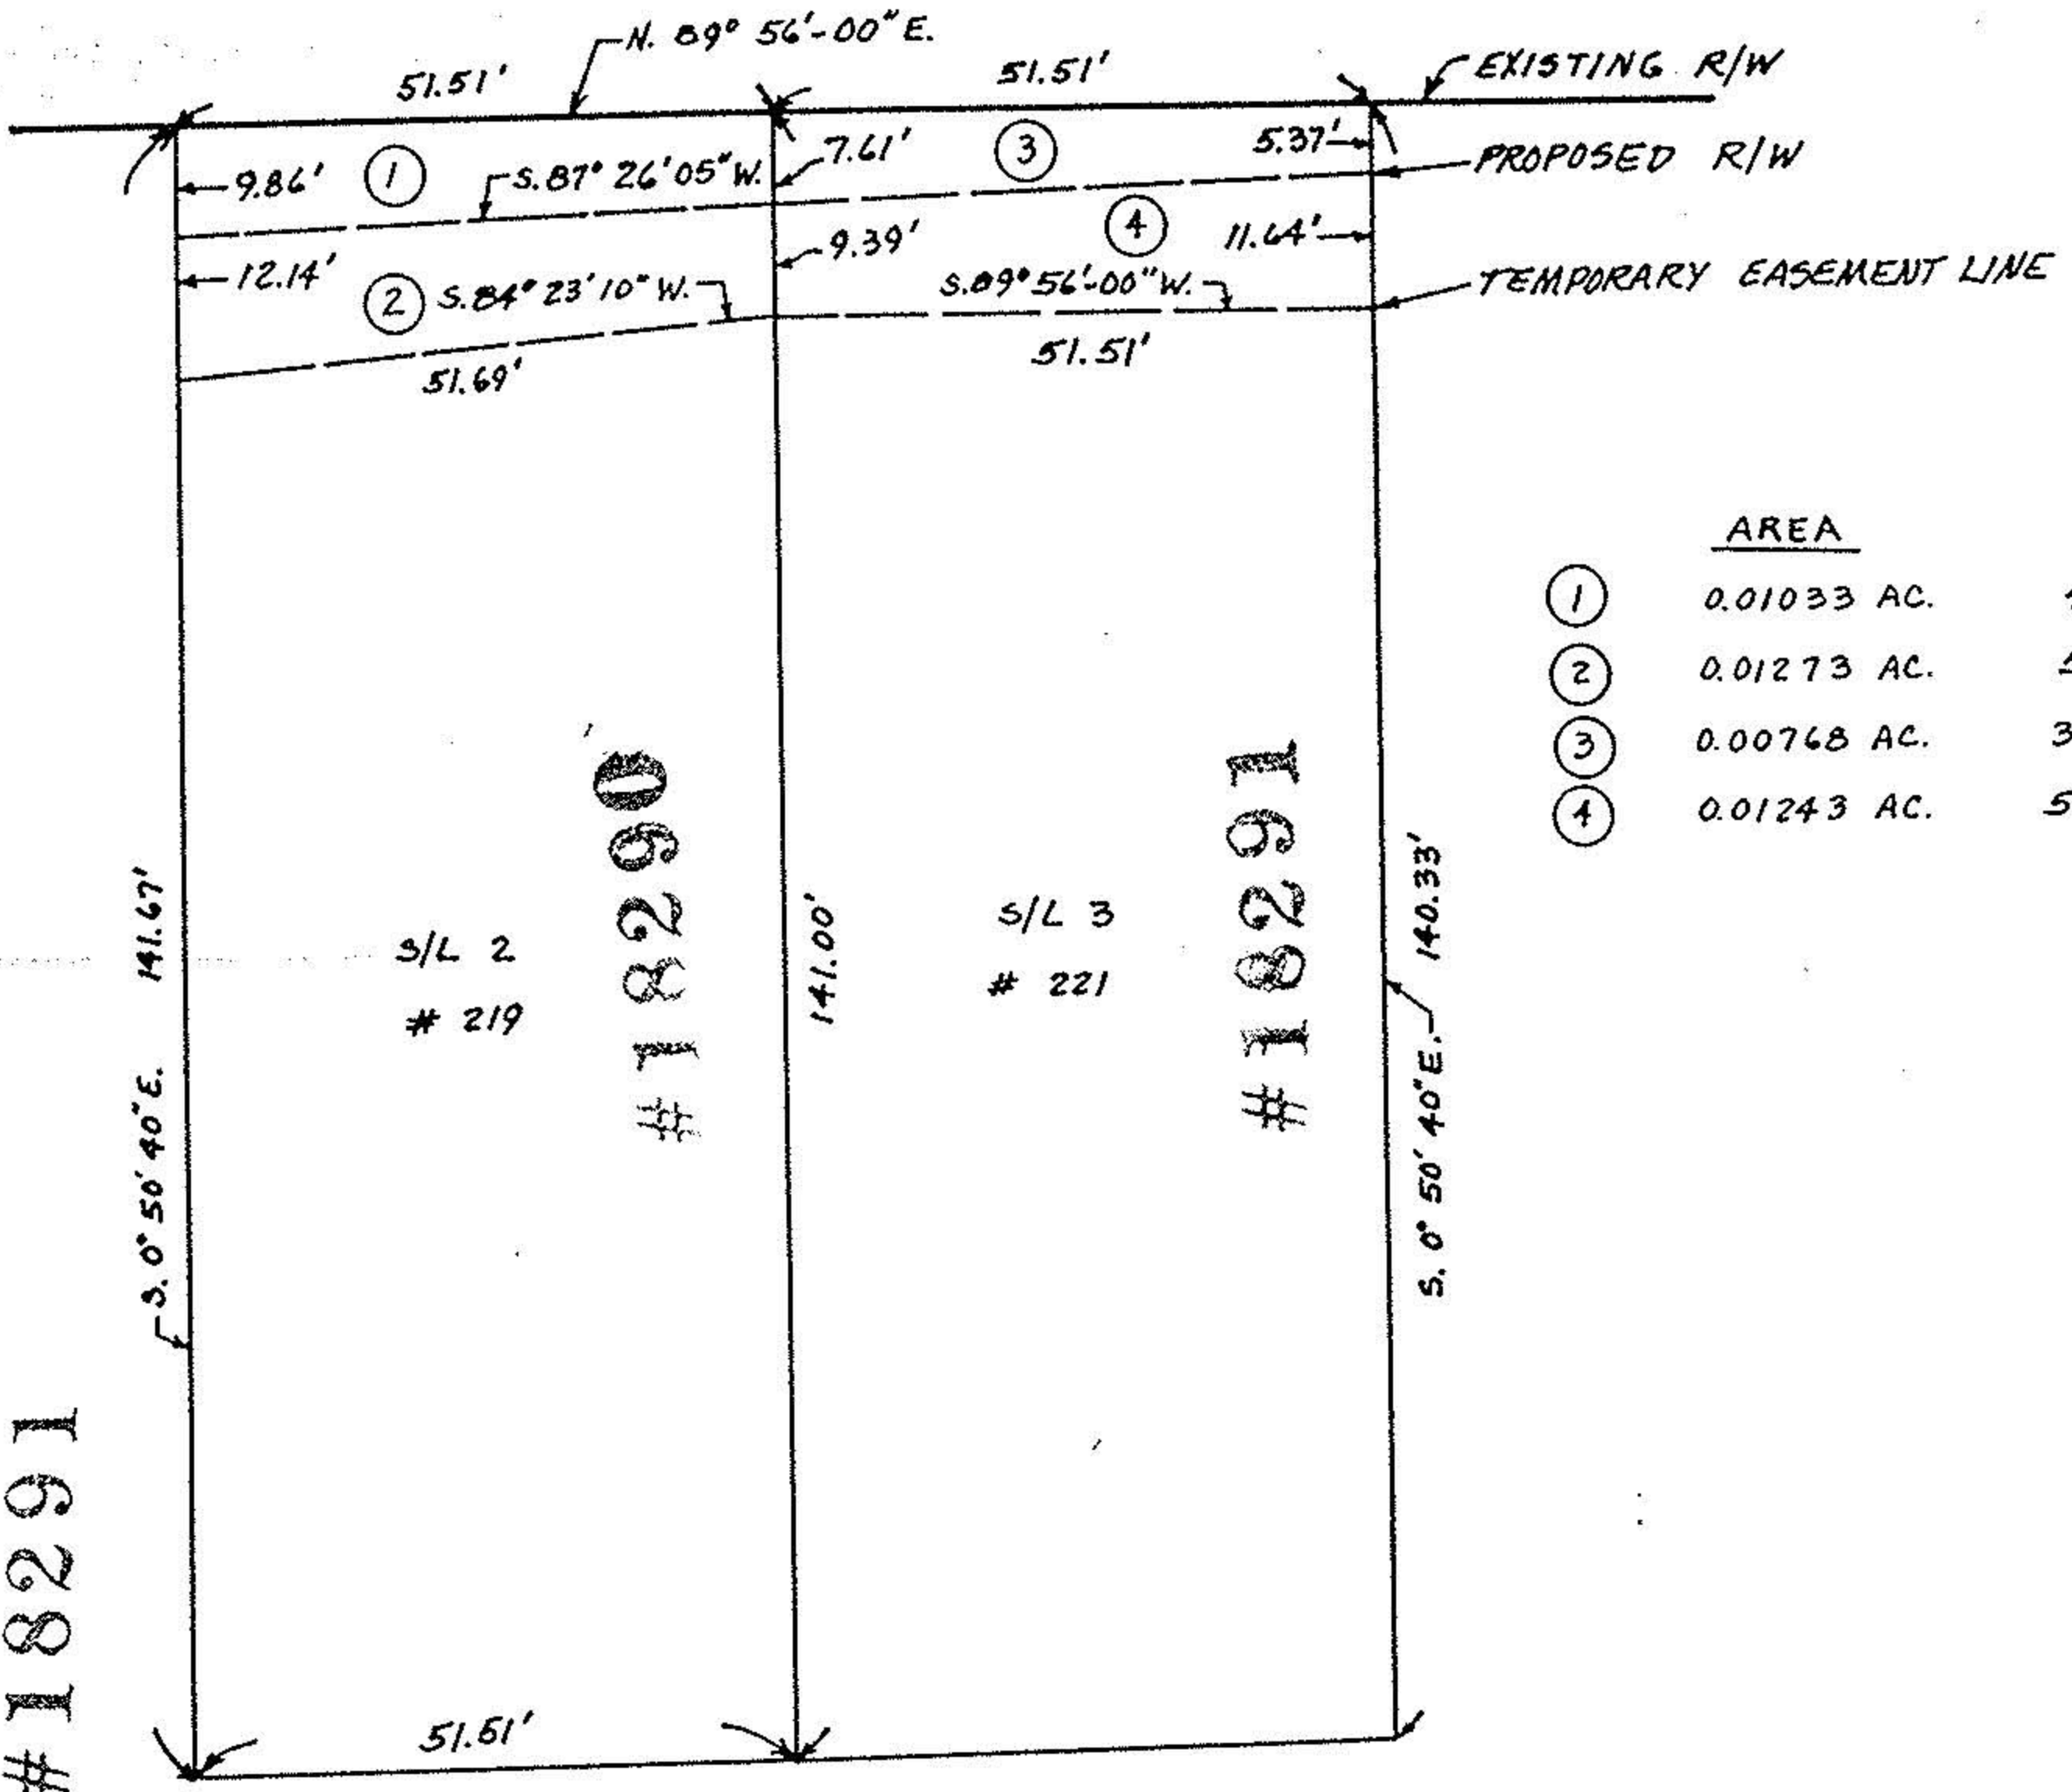 N. 89° 56'-00" E.
51.51'
51.51'
EXISTING R/W
9.86'
1
S. 87° 26' 05" W.
7.61'
3
5.37'
PROPOSED R/W
12.14'
2
S. 84° 23' 10" W.
9.39'
4
11.64'
S. 89° 56'-00" W.
TEMPORARY EASEMENT LINE
51.69'
51.51'
AREA
1 0.01033 AC.
2 0.01273 AC.
3 0.00768 AC. 3
4 0.01243 AC. 5
S. 0° 50' 40" E. 141.67'
S/L 2
# 219
#18290
141.00'
S/L 3
# 221
#18291
S. 0° 50' 40" E. 140.33'
#18291
51.51'